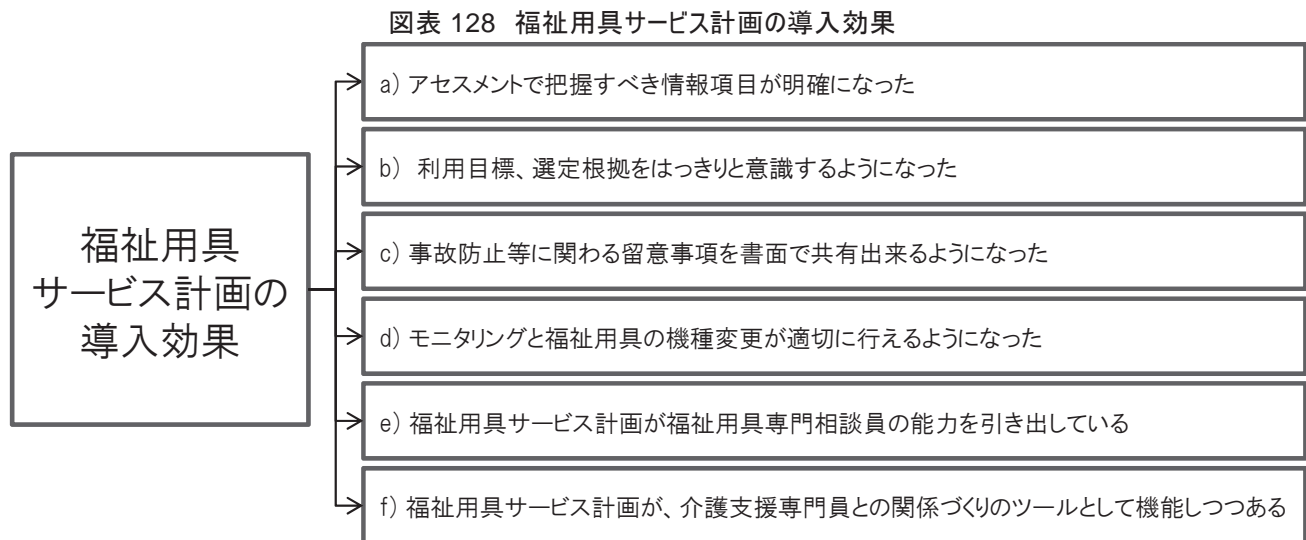 図表 128 福祉用具サービス計画の導入効果
福祉用具
サービス計画の
導入効果
a) アセスメントで把握すべき情報項目が明確になった
b) 利用目標、選定根拠をはっきりと意識するようになった
c) 事故防止等に関わる留意事項を書面で共有出来るようになった
d) モニタリングと福祉用具の機種変更が適切に行えるようになった
e) 福祉用具サービス計画が福祉用具専門相談員の能力を引き出している
f) 福祉用具サービス計画が、介護支援専門員との関係づくりのツールとして機能しつつある